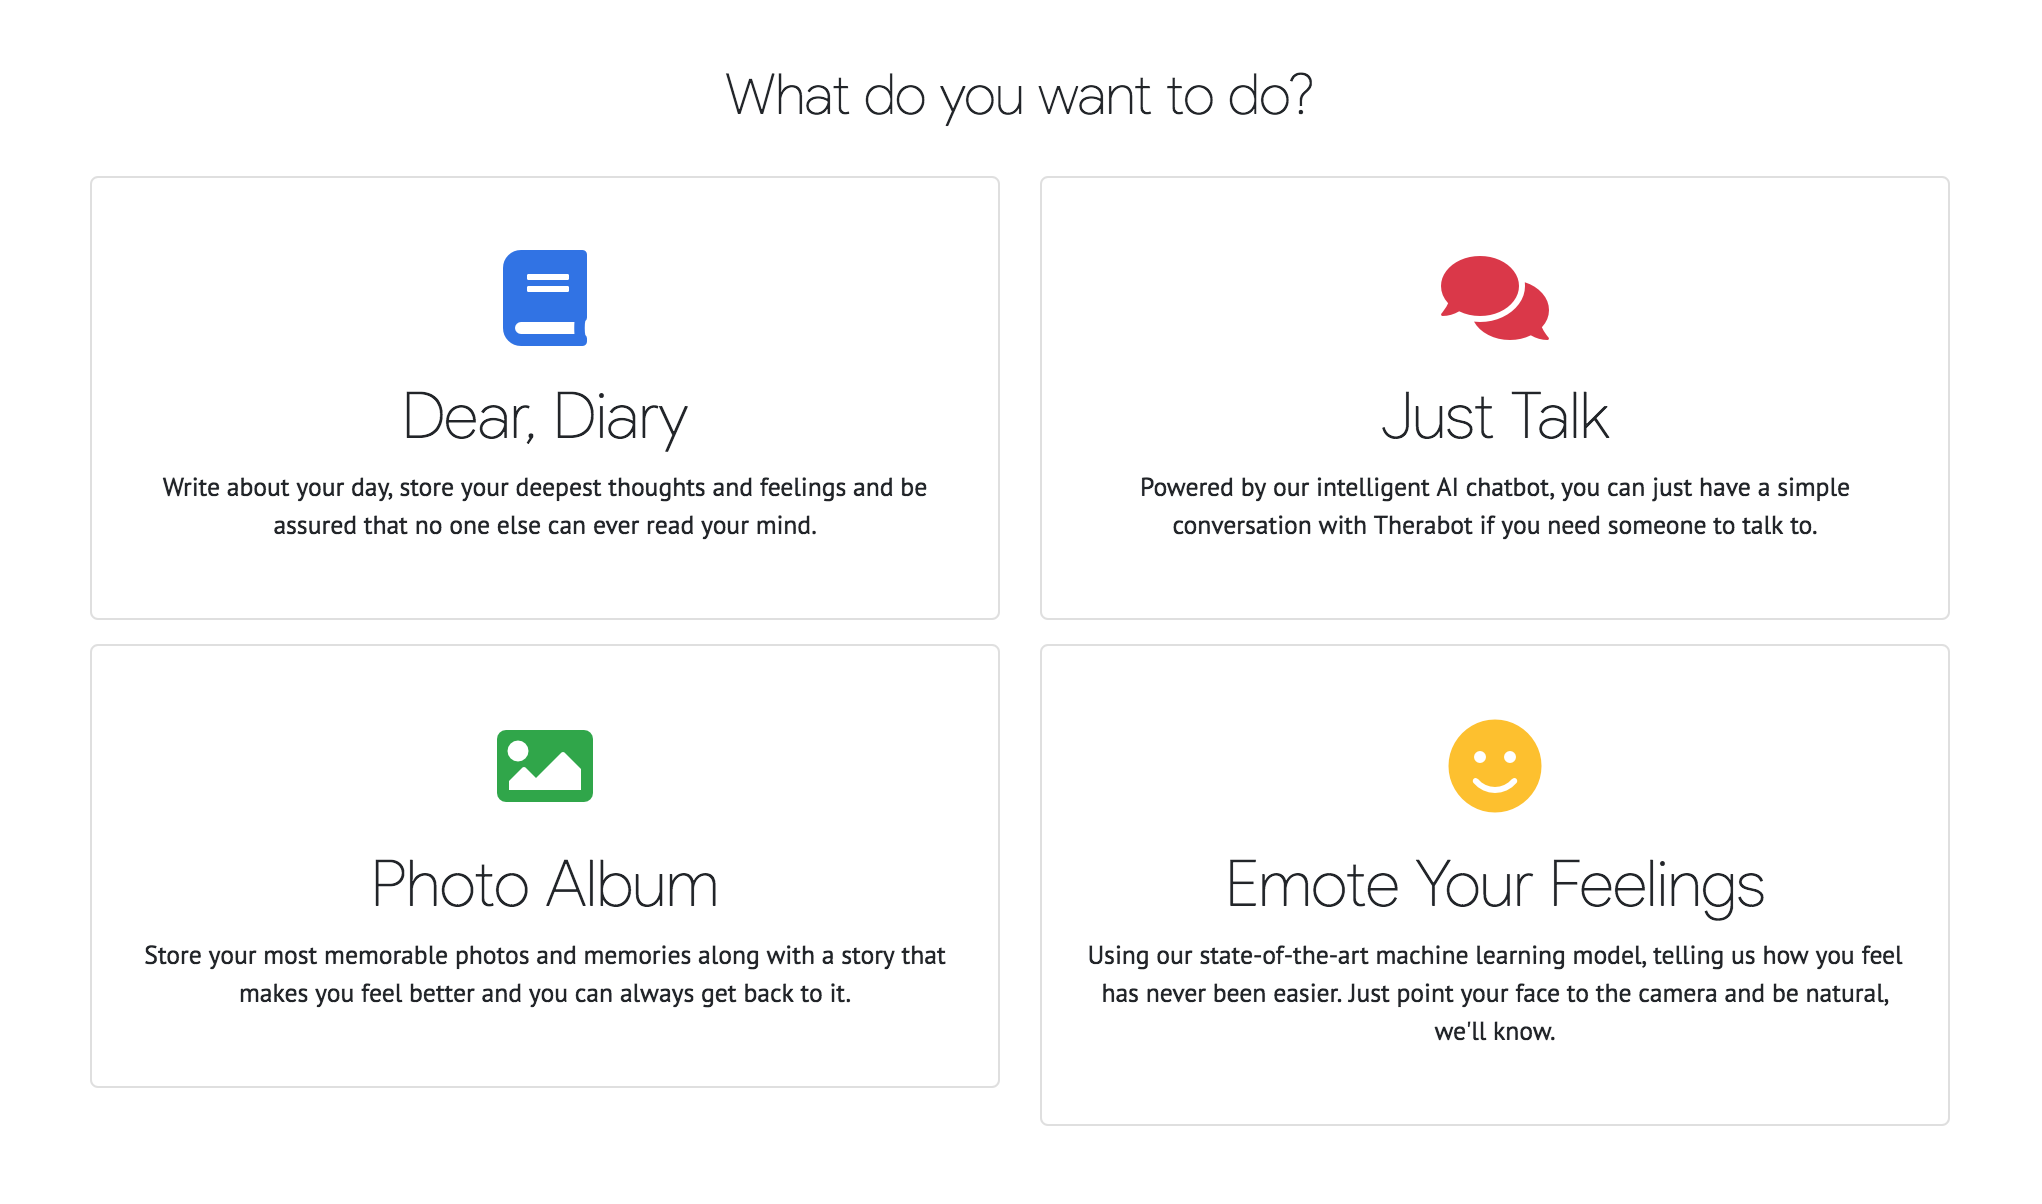 What do you want to do?
Dear, Diary
Write about your day, store your deepest thoughts and feelings and be
assured that no one else can ever read your mind.
Just Talk
Powered by our intelligent AI chatbot, you can just have a simple
conversation with Therabot if you need someone to talk to.
Photo Album
Store your most memorable photos and memories along with a story that
makes you feel better and you can always get back to it.
Emote Your Feelings
Using our state-of-the-art machine learning model, telling us how you feel
has never been easier. Just point your face to the camera and be natural,
we'll know.